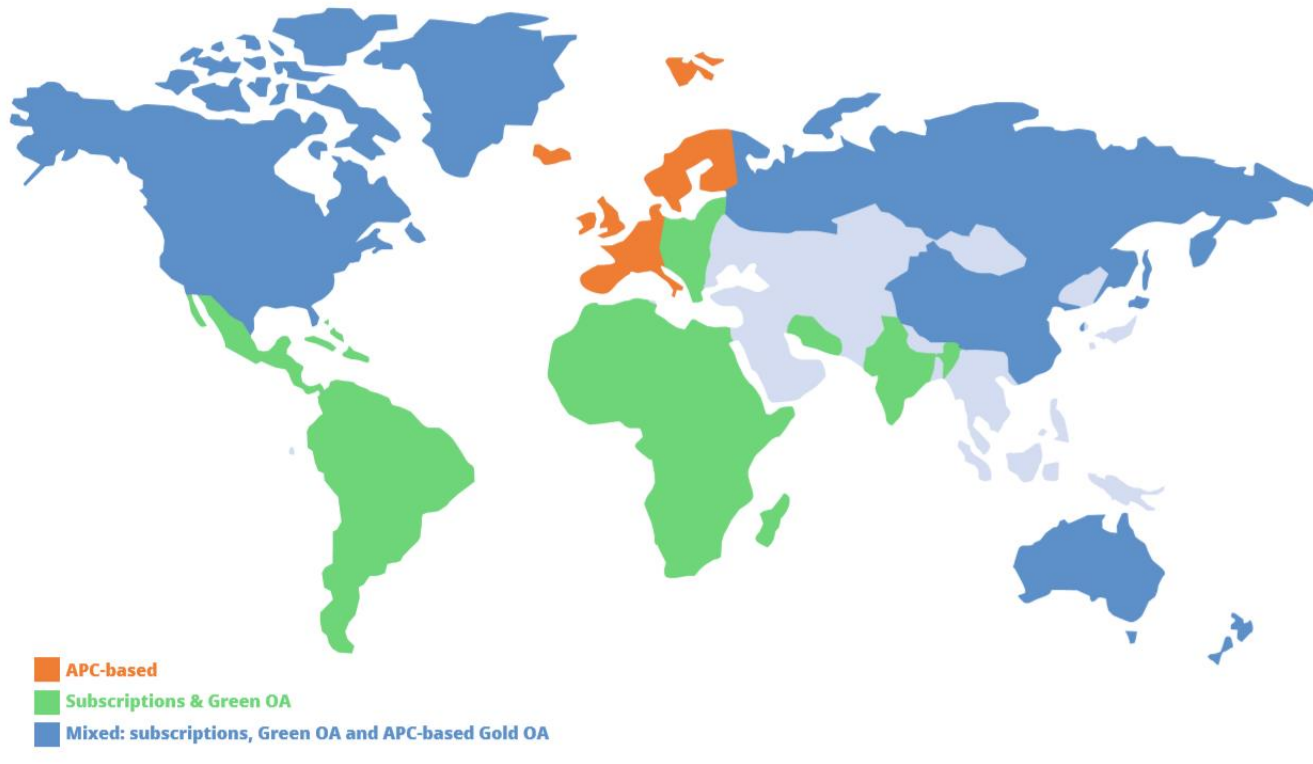 APC-based
Subscriptions & Green OA
Mixed: subscriptions, Green OA and APC-based Gold OA